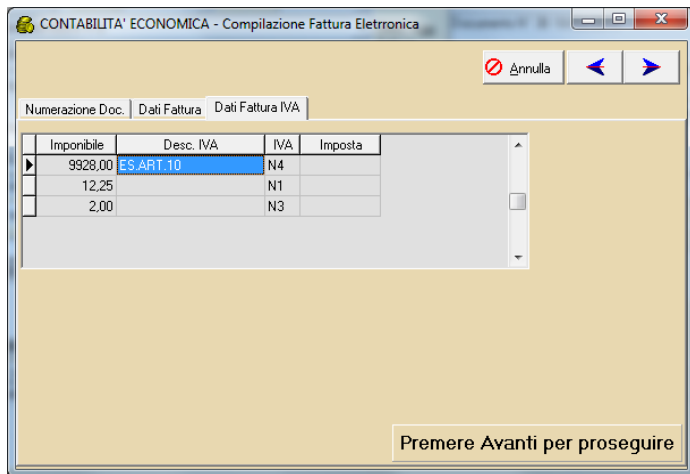 CONTABILITA' ECONOMICA - Compilazione Fattura Eletrronica
Annulla
Numerazione Doc. Dati Fattura Dati Fattura IVA
Imponibile Desc. IVA IVA Imposta
9928,00 ES.ART.10 N4
12,25 N1
2,00 N3
Premere Avanti per proseguire